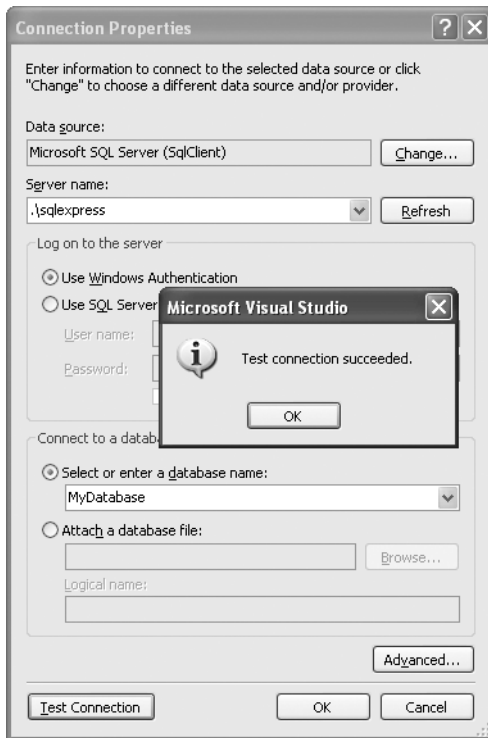 Connection Properties
Enter information to connect to the selected data source or click
"Change" to choose a different data source and/or provider.
Data source:
Microsoft SQL Server (SqlClient)
Change...
Server name:
.\sqlexpress
Refresh
Log on to the server
Use Windows Authentication
Use SQL Server
Microsoft Visual Studio
User name:
Test connection succeeded.
Password:
OK
Connect to a
Select or enter a database name:
MyDatabase
Attach a database file:
Browse...
Logical name:
Advanced...
Test Connection
OK
Cancel